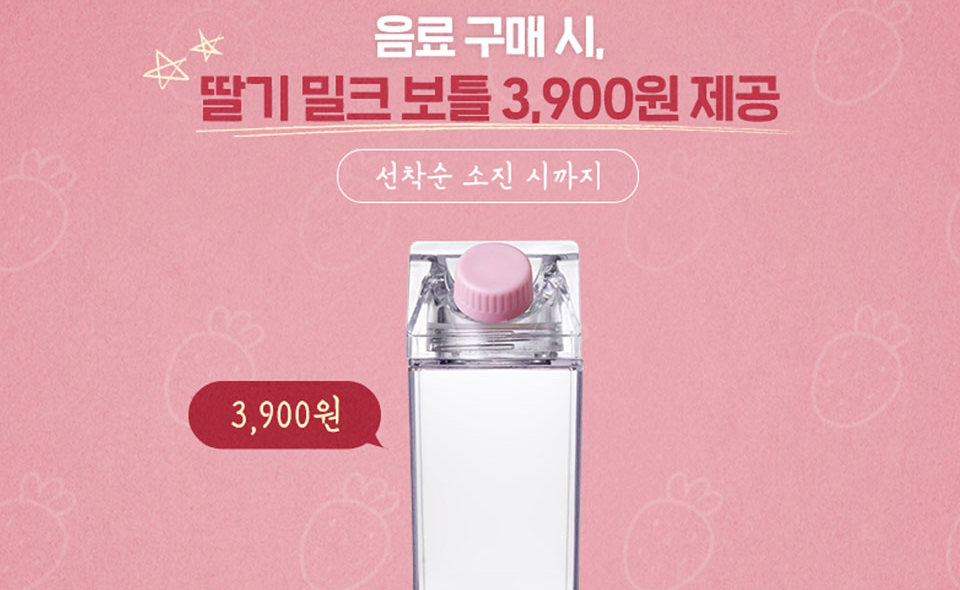 음료 구매 시,
딸기 밀크 보틀 3,900원 제공
선착순 소진 시까지
3,900원